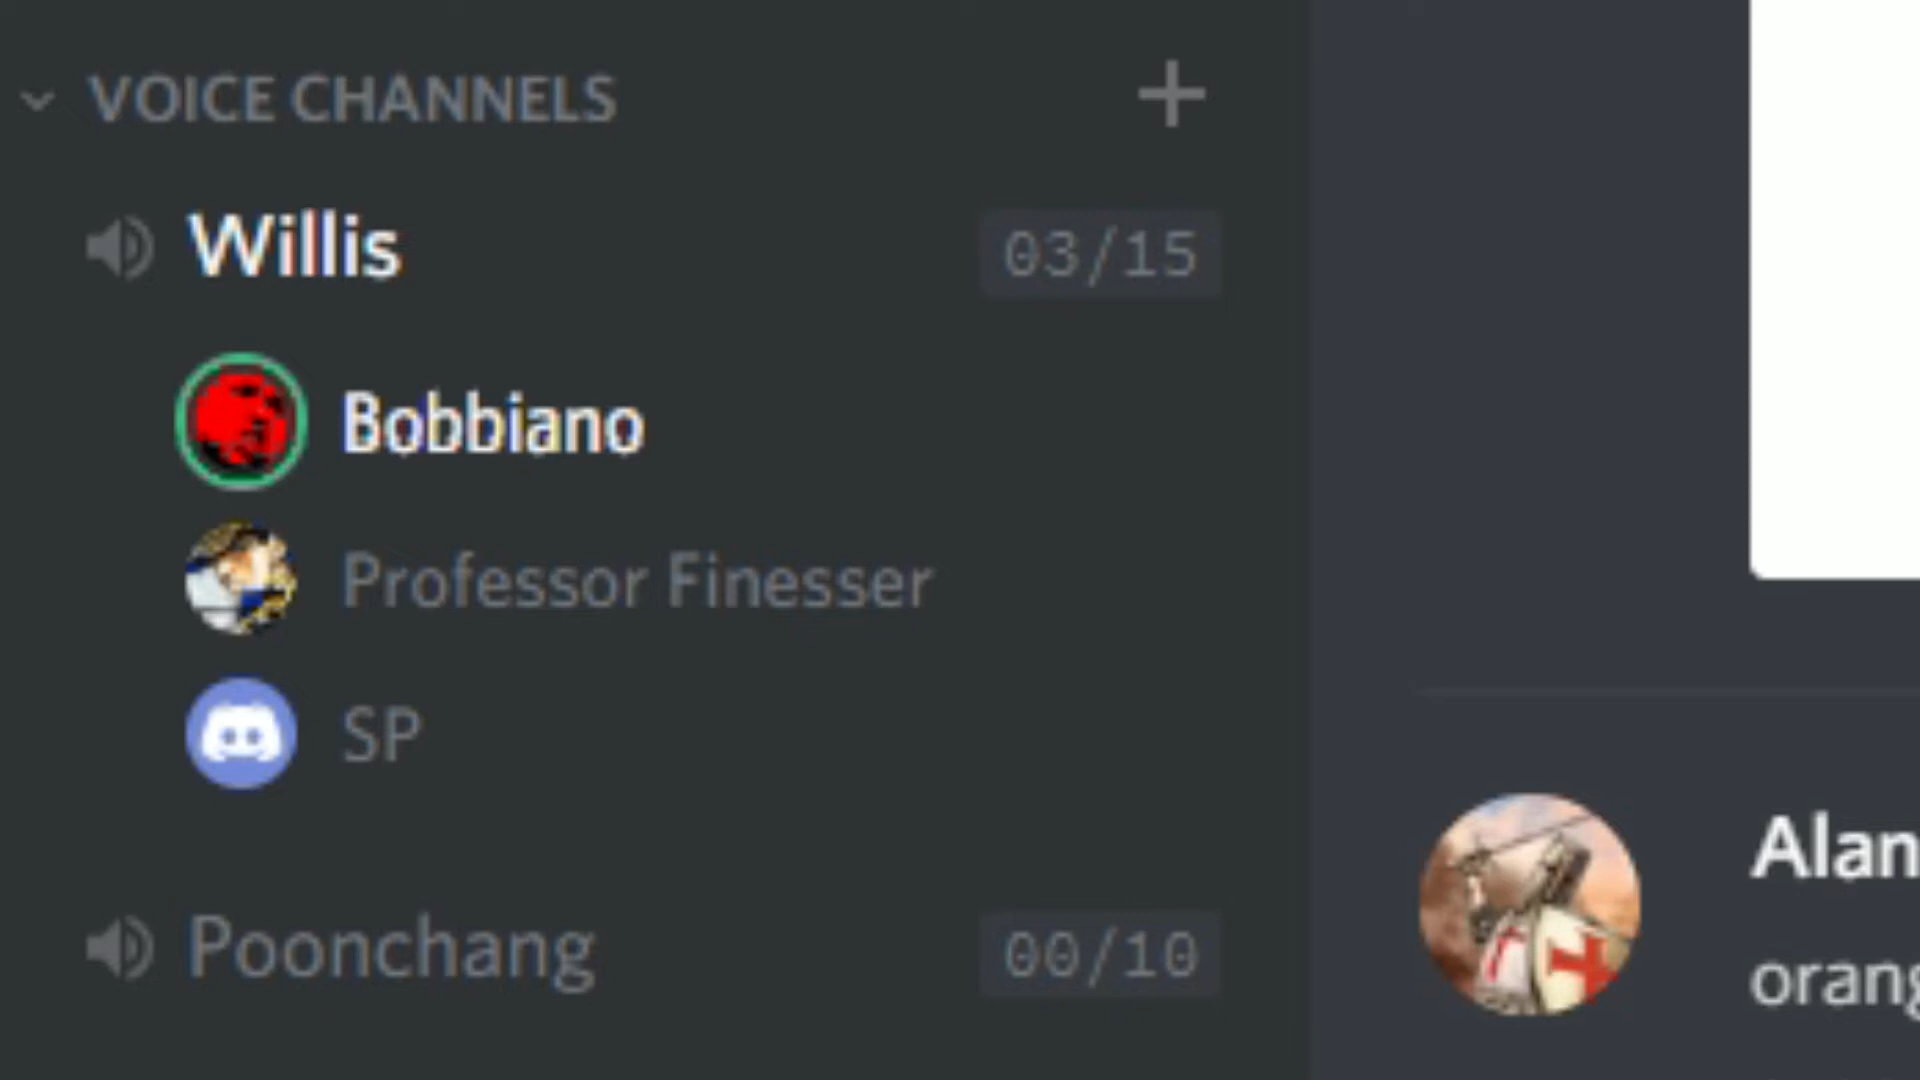 VOICE CHANNELS
Willis 03/15
Bobbiano
Professor Finesser
SP
Poonchang 00/10
Alan
orang